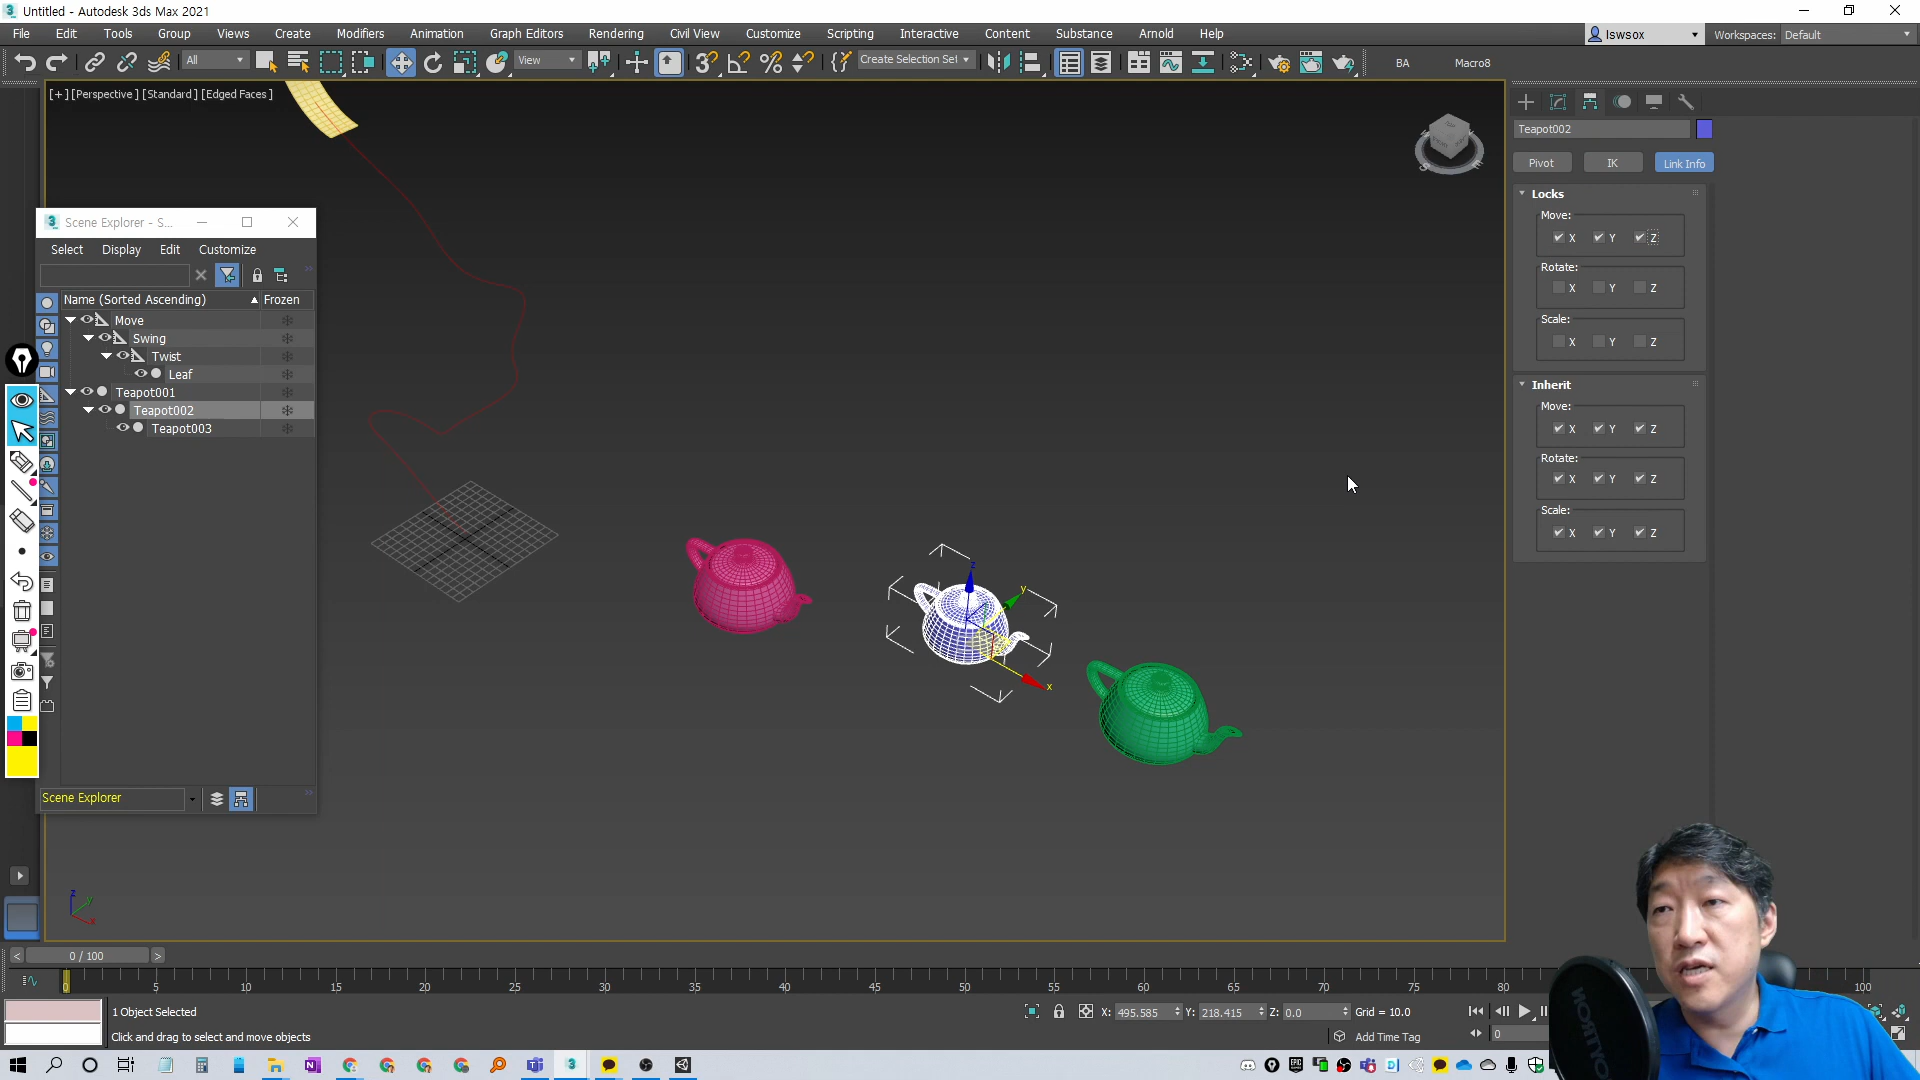 Untitled - Autodesk 3ds Max 2021
File Edit Tools Group Views Create Modifiers Animation Graph Editors Rendering Civil View Customize Scripting Interactive Content Substance Arnold Help
lswsox Workspaces: Default
All View Create Selection Set BA Macro8
[+] [Perspective] [Standard] [Edged Faces]
Teapot002
Pivot IK Link Info
Locks
Move:
X Y Z
Rotate:
X Y Z
Scale:
X Y Z
Inherit
Move:
X Y Z
Rotate:
X Y Z
Scale:
X Y Z
Scene Explorer - S...
Select Display Edit Customize
Name (Sorted Ascending) Frozen
Move
Swing
Twist
Leaf
Teapot001
Teapot002
Teapot003
Scene Explorer
z
y
x
z
y
x
0 / 100
0 5 10 15 20 25 30 35 40 45 50 55 60 65 70 75 80 85 100
1 Object Selected
X: 495.585 Y: 218.415 Z: 0.0 Grid = 10.0
Click and drag to select and move objects
Add Time Tag
0